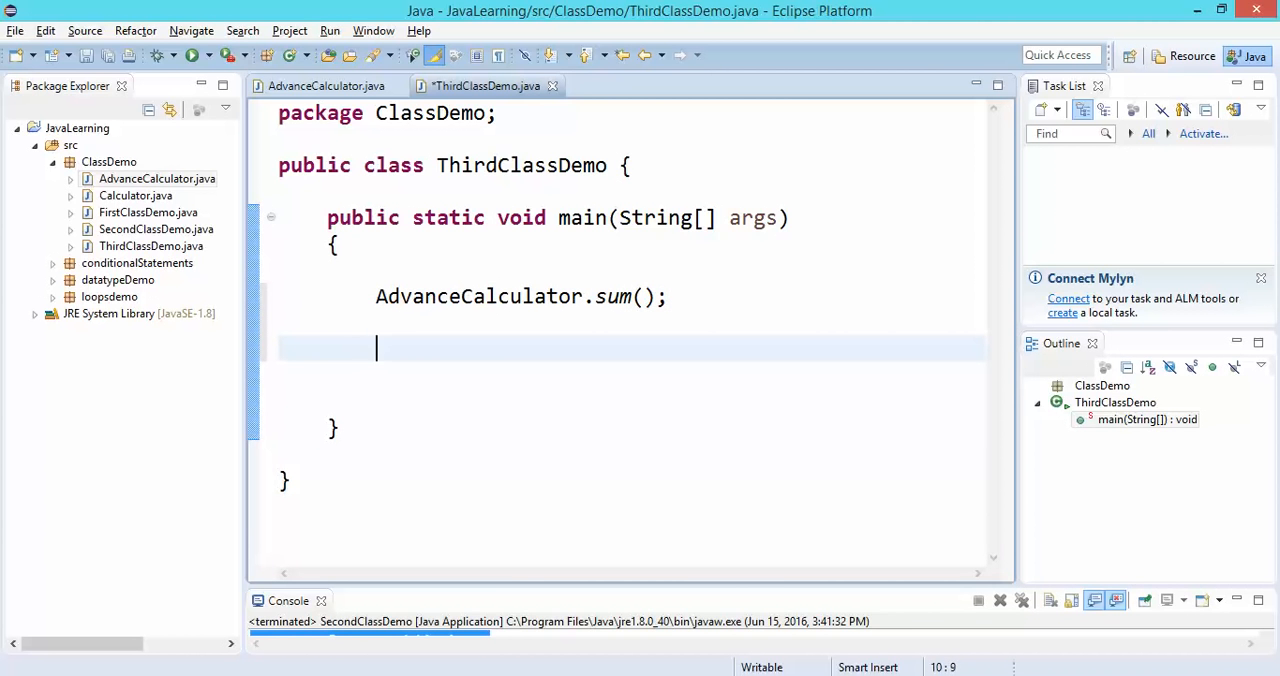 Java - JavaLearning/src/ClassDemo/ThirdClassDemo.java - Eclipse Platform
File Edit Source Refactor Navigate Search Project Run Window Help
Quick Access Resource Java
Package Explorer
JavaLearning
src
ClassDemo
AdvanceCalculator.java
Calculator.java
FirstClassDemo.java
SecondClassDemo.java
ThirdClassDemo.java
conditionalStatements
datatypeDemo
loopsdemo
JRE System Library [JavaSE-1.8]
AdvanceCalculator.java *ThirdClassDemo.java
package ClassDemo;
public class ThirdClassDemo {
public static void main(String[] args)
{
AdvanceCalculator.sum();
}
}
Task List
Find All Activate...
Connect Mylyn
Connect to your task and ALM tools or
create a local task.
Outline
ClassDemo
ThirdClassDemo
main(String[]) : void
Console
<terminated> SecondClassDemo [Java Application] C:\Program Files\Java\jre1.8.0_40\bin\javaw.exe (Jun 15, 2016, 3:41:32 PM)
Writable Smart Insert 10 : 9